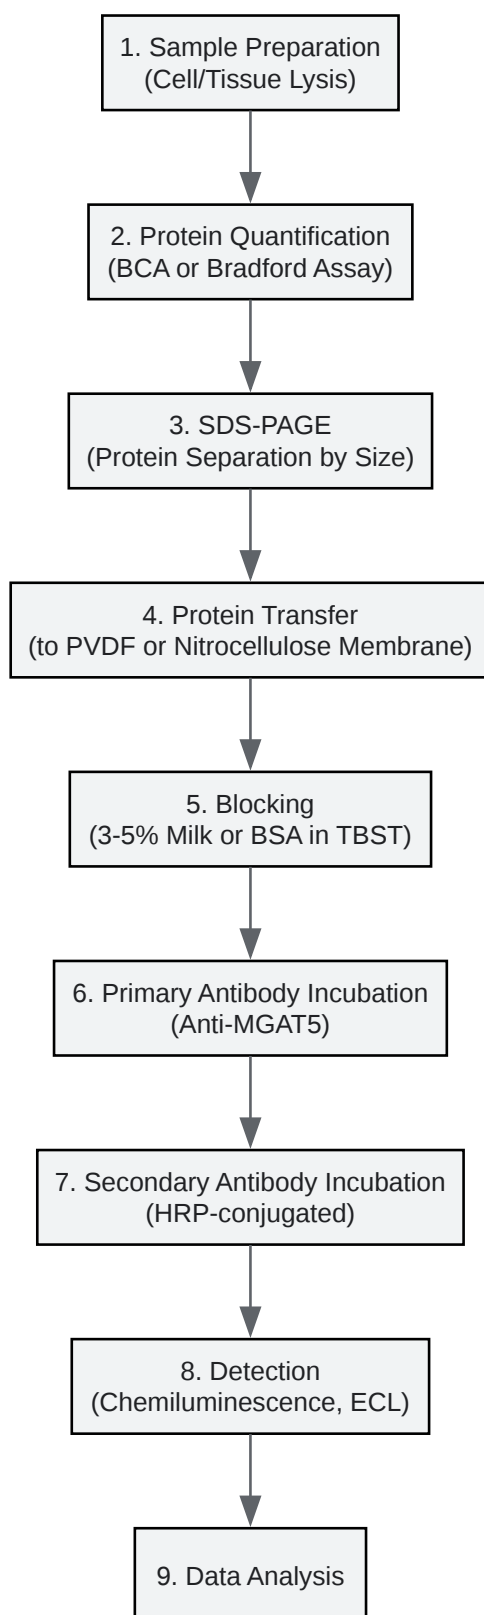 1. Sample Preparation
(Cell/Tissue Lysis)
2. Protein Quantification
(BCA or Bradford Assay)
3. SDS-PAGE
(Protein Separation by Size)
4. Protein Transfer
(to PVDF or Nitrocellulose Membrane)
5. Blocking
(3-5% Milk or BSA in TBST)
6. Primary Antibody Incubation
(Anti-MGAT5)
7. Secondary Antibody Incubation
(HRP-conjugated)
8. Detection
(Chemiluminescence, ECL)
9. Data Analysis